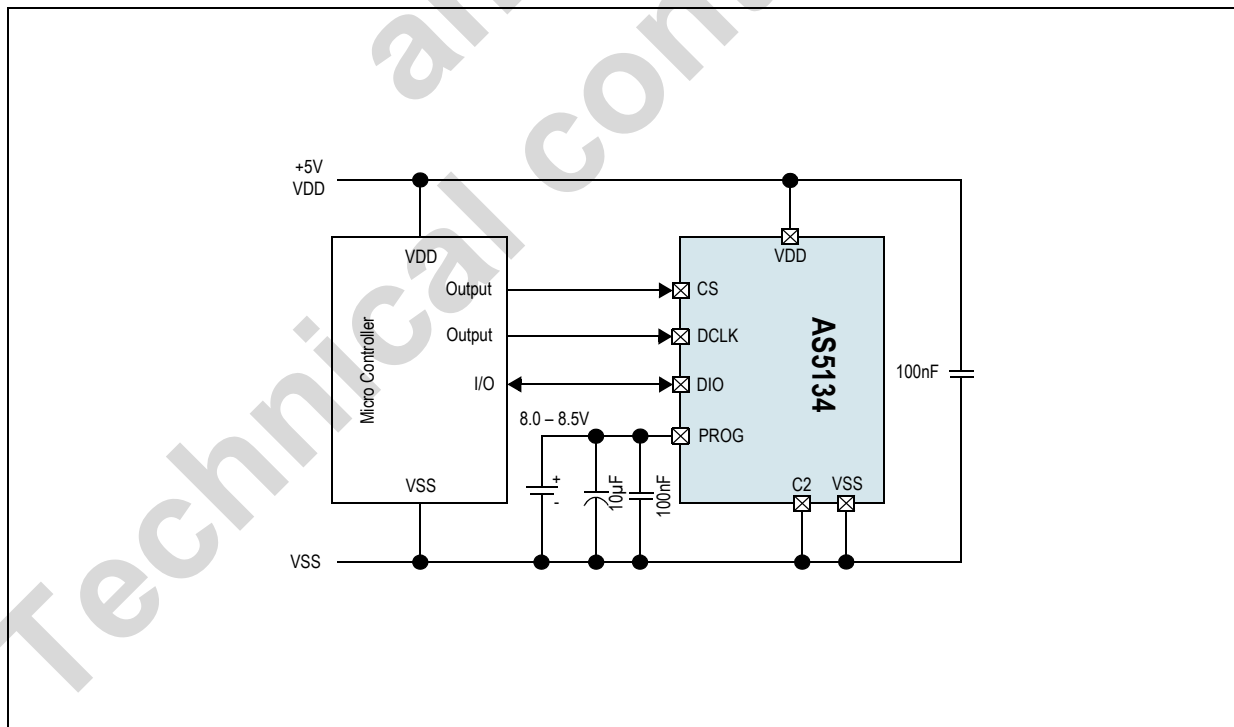 Technical cont
+5V
VDD
VDD
VDD
Output
CS
Output
DCLK
I/O
DIO
Micro Controller
AS5134
100nF
8.0 – 8.5V
PROG
+
-
10µF
100nF
VSS
C2
VSS
VSS